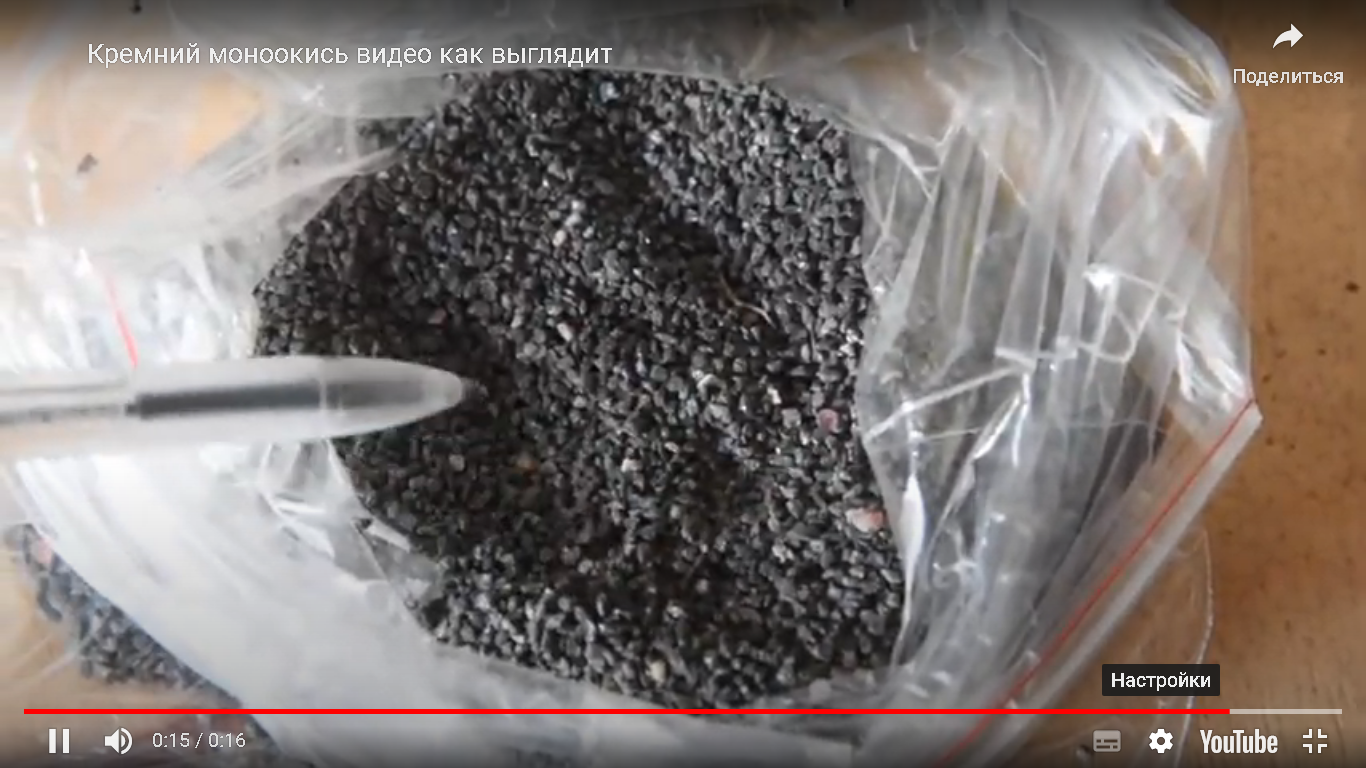 Кремний моноокись видео как выглядит
Поделиться
Настройки
0:15 / 0:16
YouTube